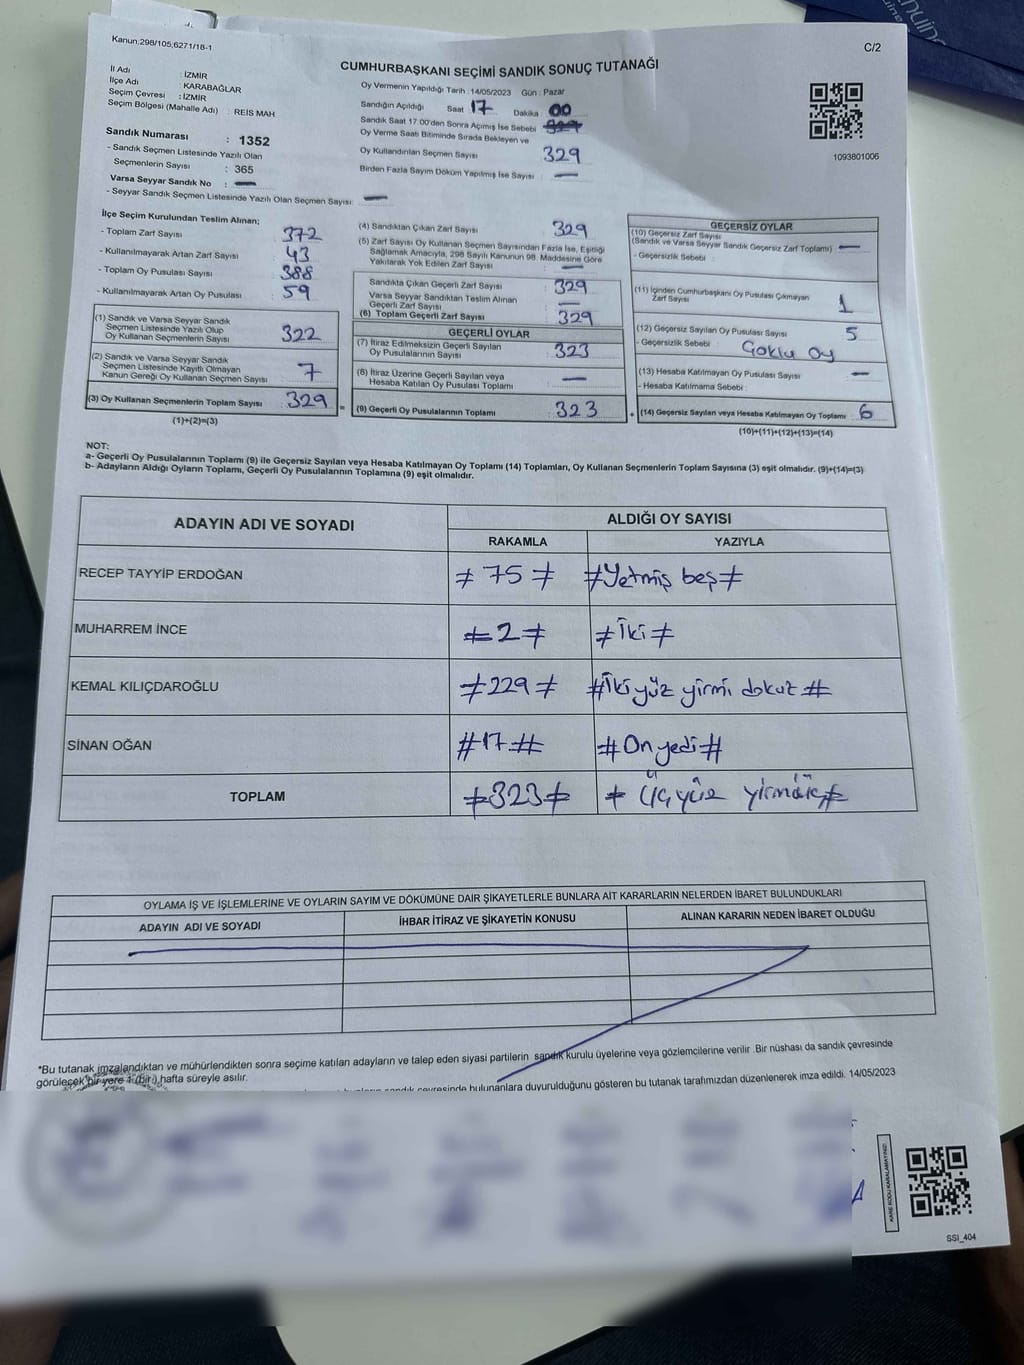 Kanun:298/105;6271/18-1
C/2
CUMHURBAŞKANI SEÇİMİ SANDIK SONUÇ TUTANAĞI
İl Adı : İZMİR
İlçe Adı : KARABAĞLAR
Seçim Çevresi : İZMİR
Seçim Bölgesi (Mahalle Adı) : REIS MAH
Sandık Numarası : 1352
- Sandık Seçmen Listesinde Yazılı Olan
Seçmenlerin Sayısı : 365
Varsa Seyyar Sandık No : —
- Seyyar Sandık Seçmen Listesinde Yazılı Olan Seçmen Sayısı: —
Oy Vermenin Yapıldığı Tarih : 14/05/2023 Gün : Pazar
Sandığın Açıldığı Saat 17 Dakika 00
Sandık Saat 17:00'den Sonra Açılmış İse Sebebi
Oy Verme Saati Bitiminde Sırada Bekleyen ve
Oy Kullandırılan Seçmen Sayısı 329
Birden Fazla Sayım Döküm Yapılmış İse Sayısı : —
1093801006
İlçe Seçim Kurulundan Teslim Alınan;
- Toplam Zarf Sayısı : 372
- Kullanılmayarak Artan Zarf Sayısı : 43
- Toplam Oy Pusulası Sayısı : 388
- Kullanılmayarak Artan Oy Pusulası : 59
(1) Sandık ve Varsa Seyyar Sandık
Seçmen Listesinde Yazılı Olup
Oy Kullanan Seçmenlerin Sayısı : 322
(2) Sandık ve Varsa Seyyar Sandık
Seçmen Listesinde Kayıtlı Olmayan
Kanun Gereği Oy Kullanan Seçmen Sayısı : 7
(3) Oy Kullanan Seçmenlerin Toplam Sayısı : 329
(1)+(2)=(3)
(4) Sandıktan Çıkan Zarf Sayısı : 329
(5) Zarf Sayısı Oy Kullanan Seçmen Sayısından Fazla İse, Eşitliği
Sağlamak Amacıyla, 298 Sayılı Kanunun 98. Maddesine Göre
Yakılarak Yok Edilen Zarf Sayısı : —
Sandıkta Çıkan Geçerli Zarf Sayısı : 329
Varsa Seyyar Sandıktan Teslim Alınan
Geçerli Zarf Sayısı : —
(6) Toplam Geçerli Zarf Sayısı : 329
GEÇERLİ OYLAR
(7) İtiraz Edilmeksizin Geçerli Sayılan
Oy Pusulalarının Sayısı : 323
(8) İtiraz Üzerine Geçerli Sayılan veya
Hesaba Katılan Oy Pusulası Toplamı : —
= (9) Geçerli Oy Pusulalarının Toplamı : 323
GEÇERSİZ OYLAR
(10) Geçersiz Zarf Sayısı
(Sandık ve Varsa Seyyar Sandık Geçersiz Zarf Toplamı) : —
- Geçersizlik Sebebi :
(11) İçinden Cumhurbaşkanı Oy Pusulası Çıkmayan
Zarf Sayısı : 1
(12) Geçersiz Sayılan Oy Pusulası Sayısı : 5
- Geçersizlik Sebebi : Goklu oy
(13) Hesaba Katılmayan Oy Pusulası Sayısı : —
- Hesaba Katılmama Sebebi :
+ (14) Geçersiz Sayılan veya Hesaba Katılmayan Oy Toplamı : 6
(10)+(11)+(12)+(13)=(14)
NOT:
a- Geçerli Oy Pusulalarının Toplamı (9) ile Geçersiz Sayılan veya Hesaba Katılmayan Oy Toplamı (14) Toplamları, Oy Kullanan Seçmenlerin Toplam Sayısına (3) eşit olmalıdır. (9)+(14)=(3)
b- Adayların Aldığı Oyların Toplamı, Geçerli Oy Pusulalarının Toplamına (9) eşit olmalıdır.
ADAYIN ADI VE SOYADI ALDIĞI OY SAYISI
RAKAMLA YAZIYLA
RECEP TAYYİP ERDOĞAN ≠ 75 ≠ ≠Yetmiş beş≠
MUHARREM İNCE ≠2≠ ≠İki≠
KEMAL KILIÇDAROĞLU ≠229≠ #İkiyüz yirmi dokuz#
SİNAN OĞAN #17# #Onyedi#
TOPLAM ≠323≠ ≠ Üçyüz yirmiüç≠
OYLAMA İŞ VE İŞLEMLERİNE VE OYLARIN SAYIM VE DÖKÜMÜNE DAİR ŞİKAYETLERLE BUNLARA AİT KARARLARIN NELERDEN İBARET BULUNDUKLARI
ADAYIN ADI VE SOYADI İHBAR İTİRAZ VE ŞİKAYETİN KONUSU ALINAN KARARIN NEDEN İBARET OLDUĞU
*Bu tutanak imzalandıktan ve mühürlendikten sonra seçime katılan adayların ve talep eden siyasi partilerin sandık kurulu üyelerine veya gözlemcilerine verilir .Bir nüshası da sandık çevresinde
görülecek bir yere 1 (bir) hafta süreyle asılır.
sandık çevresinde bulunanlara duyurulduğunu gösteren bu tutanak tarafımızdan düzenlenerek imza edildi. 14/05/2023
KARE KODU KARALAMAYINIZ!
SSI_404